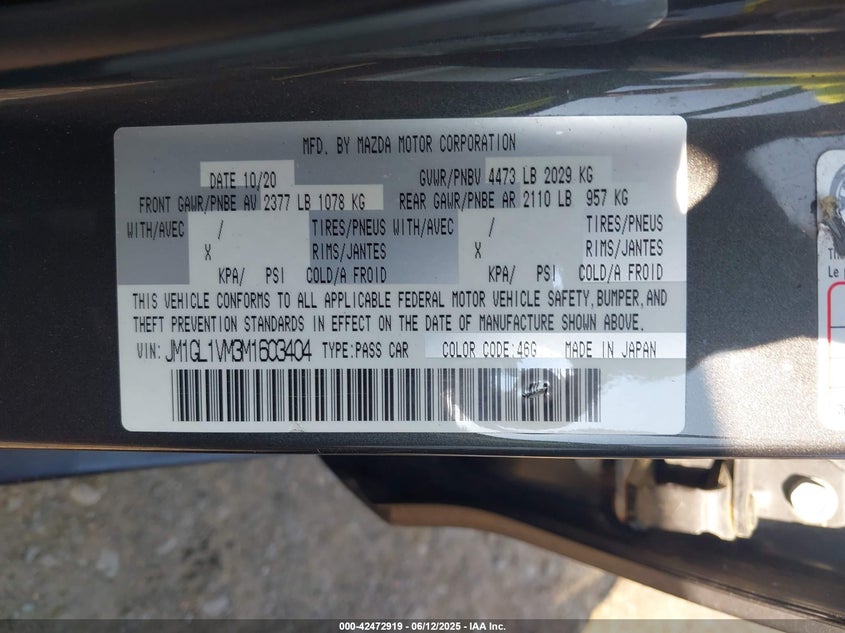 MFD. BY MAZDA MOTOR CORPORATION
DATE 10/20 GVWR/PNBV 4473 LB 2029 KG
FRONT GAWR/PNBE AV 2377 LB 1078 KG REAR GAWR/PNBE AR 2110 LB 957 KG
WITH/AVEC / TIRES/PNEUS WITH/AVEC / TIRES/PNEUS
X RIMS/JANTES X RIMS/JANTES
KPA/ PSI COLD/A FROID KPA/ PSI COLD/A FROID
THIS VEHICLE CONFORMS TO ALL APPLICABLE FEDERAL MOTOR VEHICLE SAFETY,BUMPER,AND
THEFT PREVENTION STANDARDS IN EFFECT ON THE DATE OF MANUFACTURE SHOWN ABOVE.
VIN: JM1GL1VM3M1603404 TYPE:PASS CAR COLOR CODE:46G MADE IN JAPAN
Le
000-42472919 - 06/12/2025 - IAA Inc.